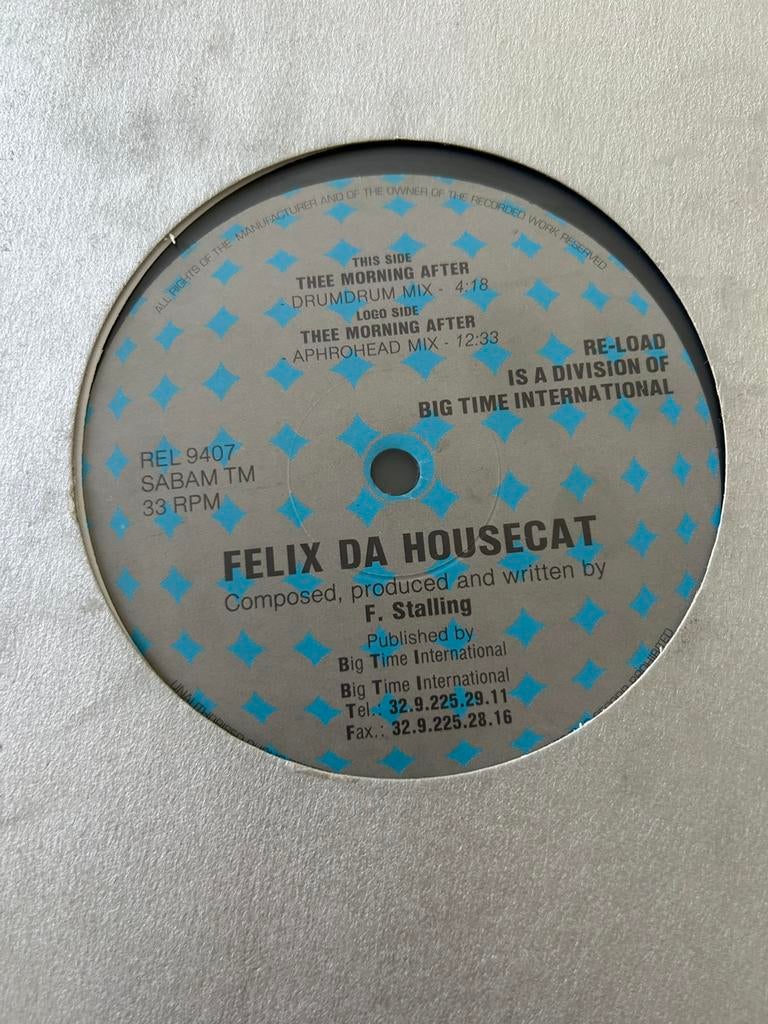 ALL RIGHTS OF THE MANUFACTURER AND OF THE OWNER OF THE RECORDED WORK RESERVED
THIS SIDE
THEE MORNING AFTER
- DRUMDRUM MIX - 4:18
LOGO SIDE
THEE MORNING AFTER
- APHROHEAD MIX - 12:33
RE-LOAD
IS A DIVISION OF
BIG TIME INTERNATIONAL
REL 9407
SABAM TM
33 RPM
FELIX DA HOUSECAT
Composed, produced and written by
F. Stalling
Published by
Big Time International
Big Time International
Tel.: 32.9.225.29.11
Fax.: 32.9.225.28.16
PROHIBITED